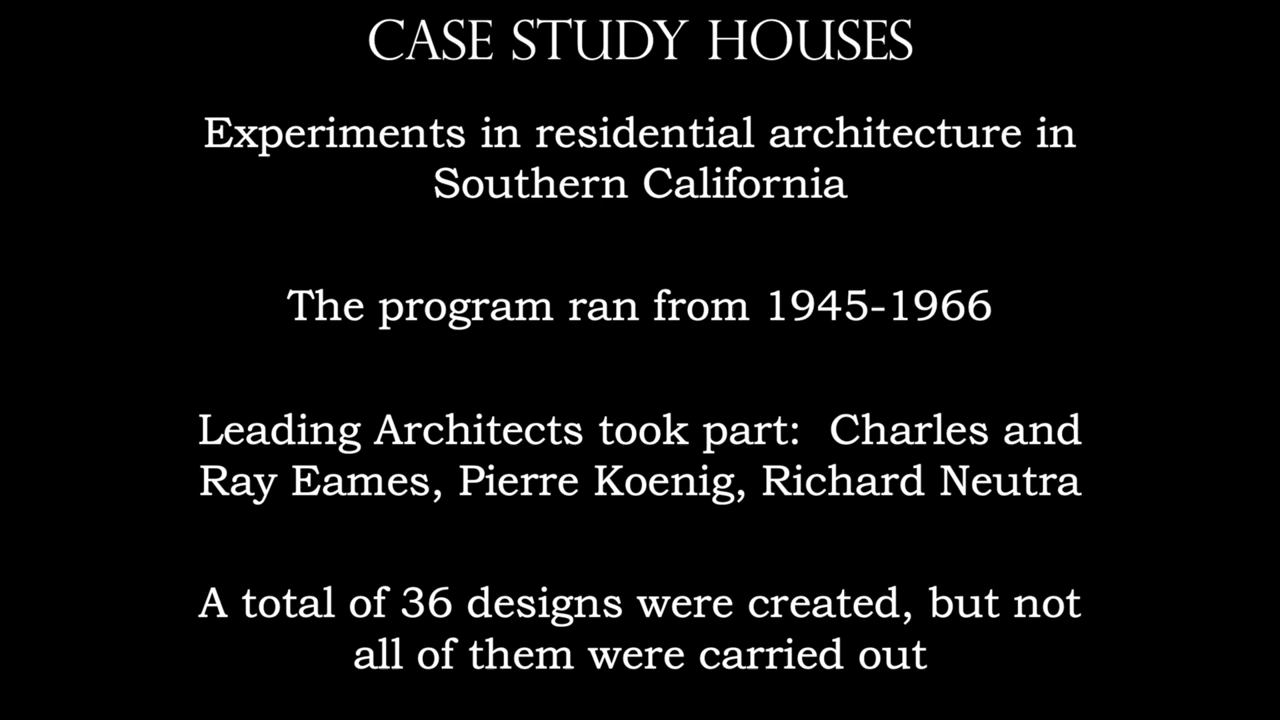 CASE STUDY HOUSES
Experiments in residential architecture in
Southern California
The program ran from 1945-1966
Leading Architects took part:  Charles and
Ray Eames, Pierre Koenig, Richard Neutra
A total of 36 designs were created, but not
all of them were carried out